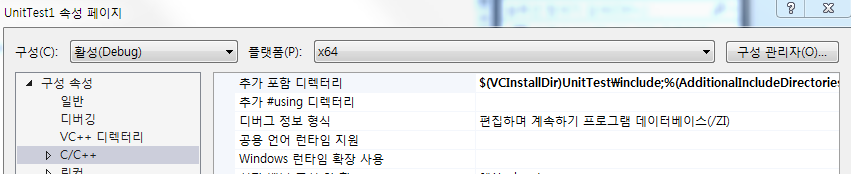 UnitTest1 속성 페이지
구성(C): 활성(Debug) 플랫폼(P): x64 구성 관리자(O)...
구성 속성
일반
디버깅
VC++ 디렉터리
C/C++
링커
추가 포함 디렉터리 $(VCInstallDir)UnitTest\include;%(AdditionalIncludeDirectories
추가 #using 디렉터리
디버그 정보 형식 편집하며 계속하기 프로그램 데이터베이스(/ZI)
공용 언어 런타임 지원
Windows 런타임 확장 사용